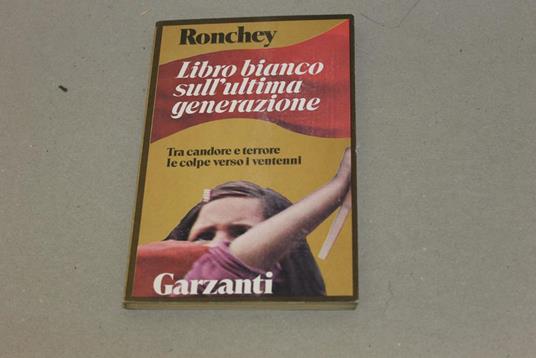 Ronchey
Libro bianco
sull'ultima
generazione
Tra candore e terrore
le colpe verso i ventenni
Garzanti